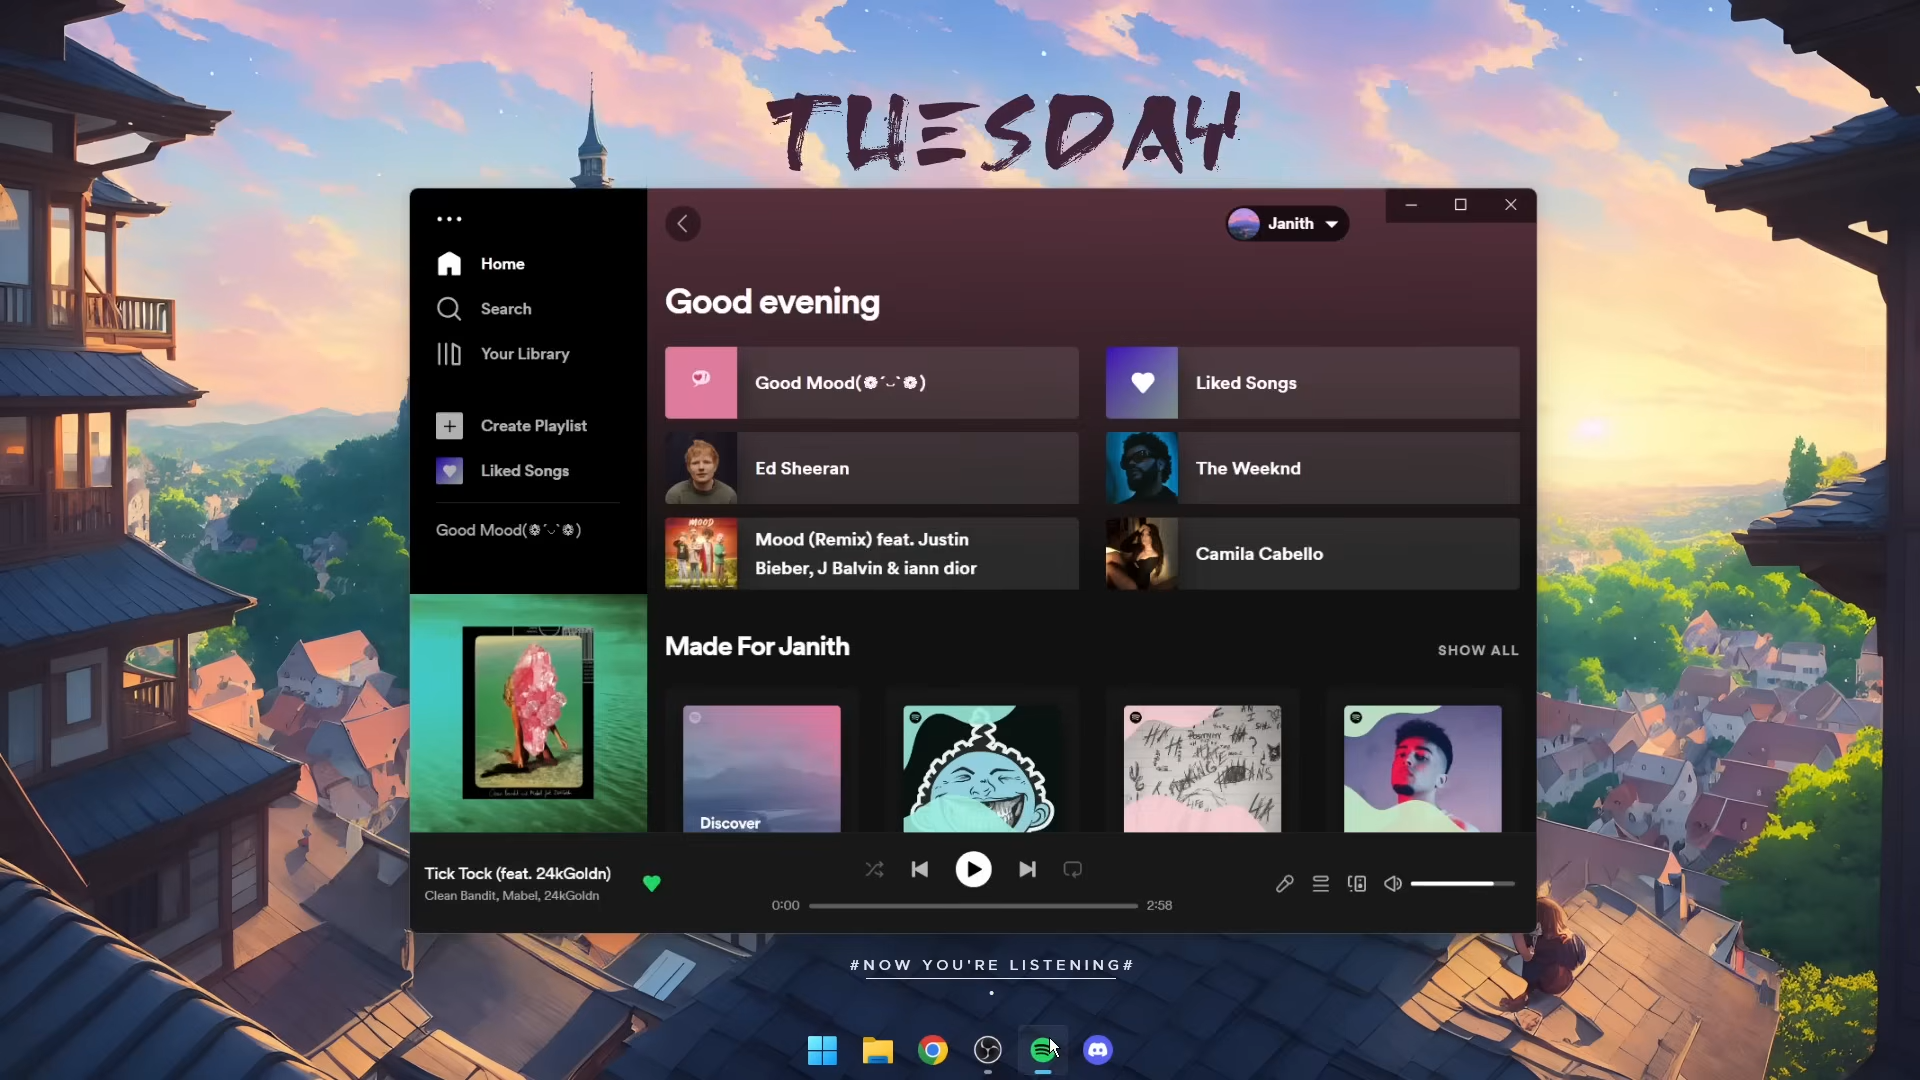 TUESDAY
Janith
Home
Search
Your Library
Create Playlist
Liked Songs
Good Mood(❁´◡`❁)
Good evening
Good Mood(❁´◡`❁)
Liked Songs
Ed Sheeran
The Weeknd
Mood (Remix) feat. Justin
Bieber, J Balvin & iann dior
Camila Cabello
MOOD
Made For Janith
SHOW ALL
Discover
Tick Tock (feat. 24kGoldn)
Clean Bandit, Mabel, 24kGoldn
0:00
2:58
#NOW YOU'RE LISTENING#